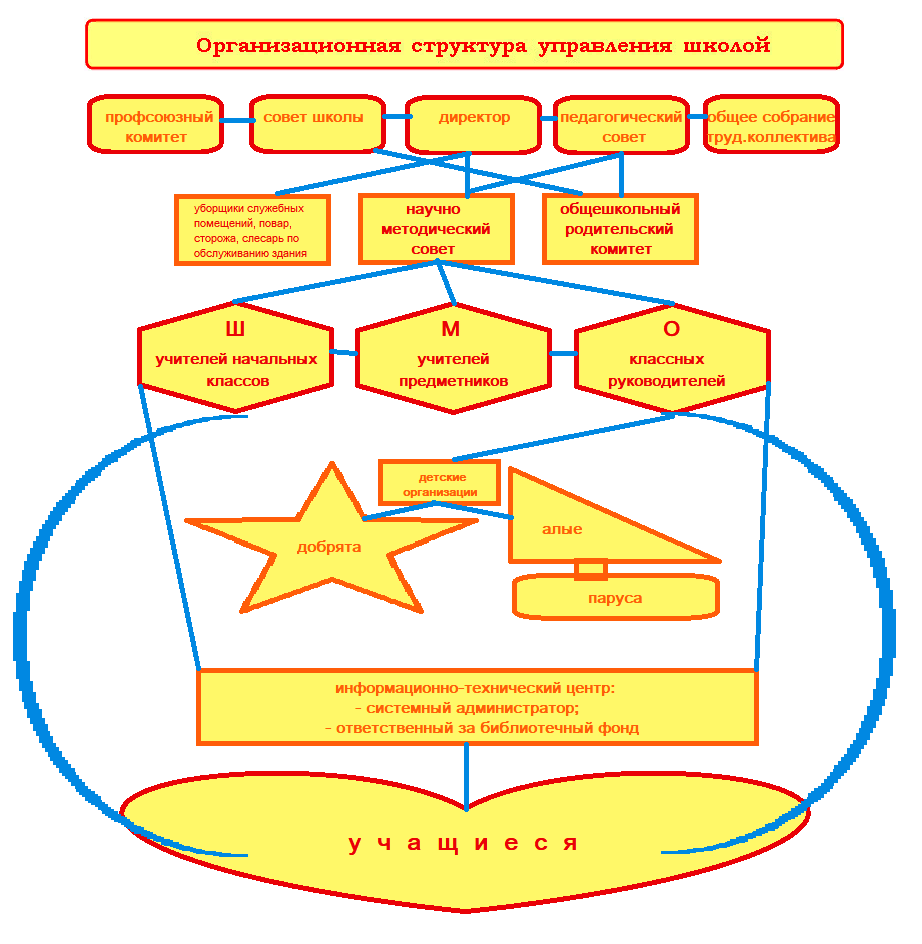 Организационная структура управления школой
профсоюзный
комитет
совет школы
директор
педагогический
совет
общее собрание
труд.коллектива
уборщики служебных
помещений, повар,
сторожа, слесарь по
обслуживанию здания
научно
методический
совет
общешкольный
родительский
комитет
Ш
учителей начальных
классов
М
учителей
предметников
О
классных
руководителей
детские
организации
добрята
алые
паруса
информационно-технический центр:
- системный администратор;
- ответственный за библиотечный фонд
учащиеся